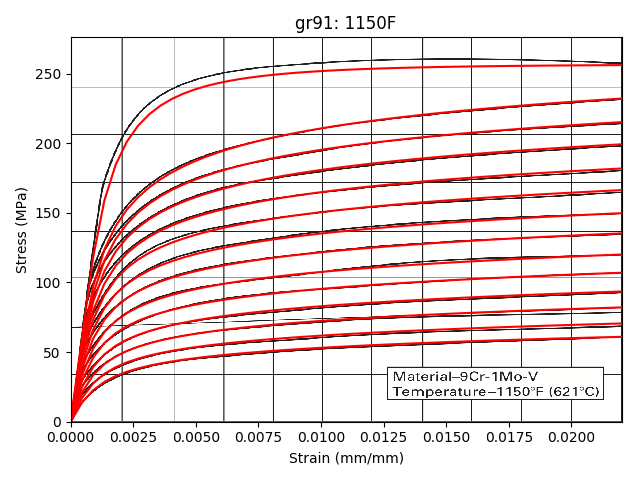 gr91: 1150F
Stress (MPa)
250
200
150
100
50
0
Material–9Cr-1Mo-V
Temperature–1150°F (621°C)
0.0000 0.0025 0.0050 0.0075 0.0100 0.0125 0.0150 0.0175 0.0200
Strain (mm/mm)